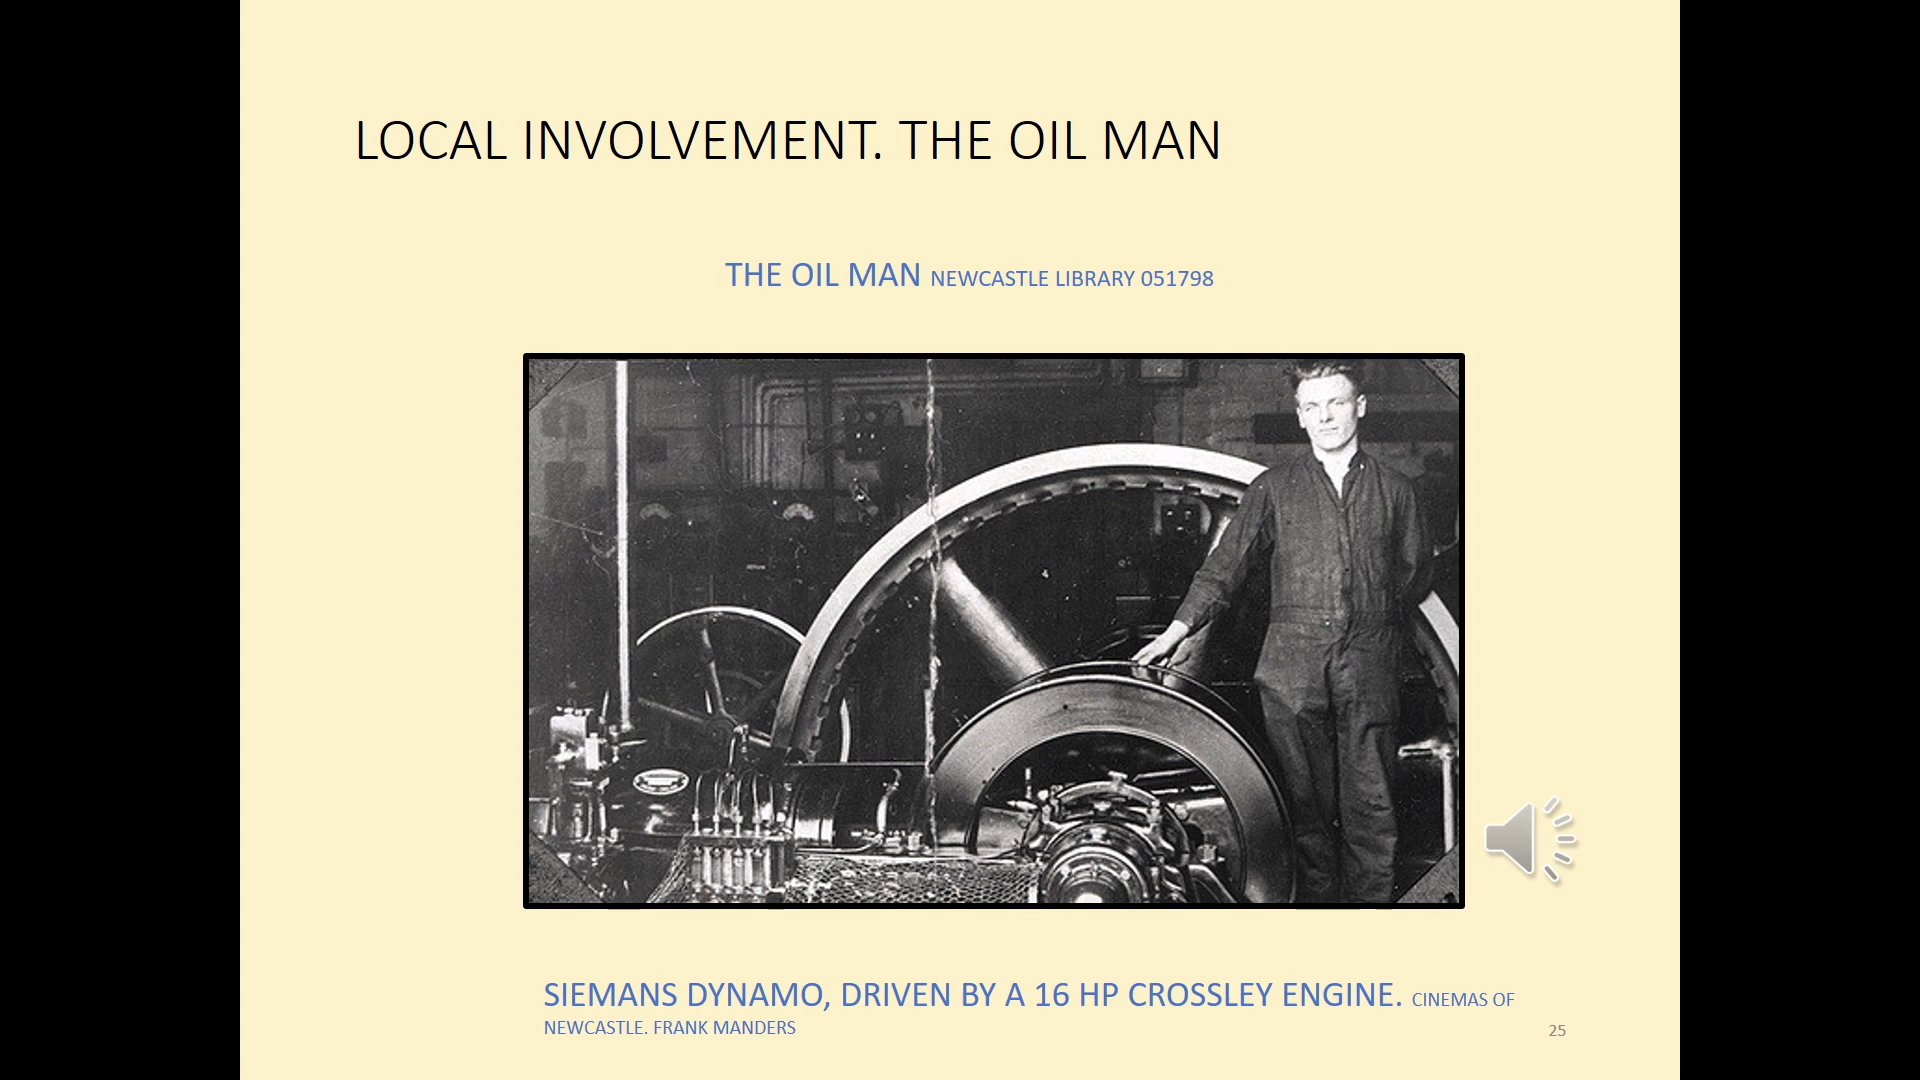 LOCAL INVOLVEMENT. THE OIL MAN
THE OIL MAN NEWCASTLE LIBRARY 051798
SIEMANS DYNAMO, DRIVEN BY A 16 HP CROSSLEY ENGINE. CINEMAS OF
NEWCASTLE. FRANK MANDERS
25